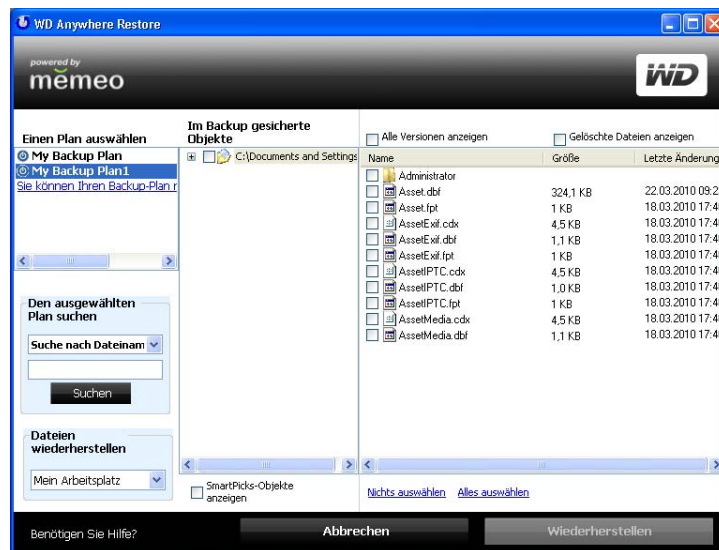 WD Anywhere Restore
powered by
mĕmeo
WD
Einen Plan auswählen
My Backup Plan
My Backup Plan1
Sie können Ihren Backup-Plan r
Den ausgewählten
Plan suchen
Suche nach Dateinam
Suchen
Dateien
wiederherstellen
Mein Arbeitsplatz
Im Backup gesicherte
Objekte
C:\Documents and Settings
SmartPicks-Objekte
anzeigen
Alle Versionen anzeigen Gelöschte Dateien anzeigen
Name Größe Letzte Änderung
Administrator
Asset.dbf 324,1 KB 22.03.2010 09:2
Asset.fpt 1 KB 18.03.2010 17:4
AssetExif.cdx 4,5 KB 18.03.2010 17:4
AssetExif.dbf 1,1 KB 18.03.2010 17:4
AssetExif.fpt 1 KB 18.03.2010 17:4
AssetIPTC.cdx 4,5 KB 18.03.2010 17:4
AssetIPTC.dbf 1,0 KB 18.03.2010 17:4
AssetIPTC.fpt 1 KB 18.03.2010 17:4
AssetMedia.cdx 4,5 KB 18.03.2010 17:4
AssetMedia.dbf 1,1 KB 18.03.2010 17:4
Nichts auswählen Alles auswählen
Benötigen Sie Hilfe? Abbrechen Wiederherstellen